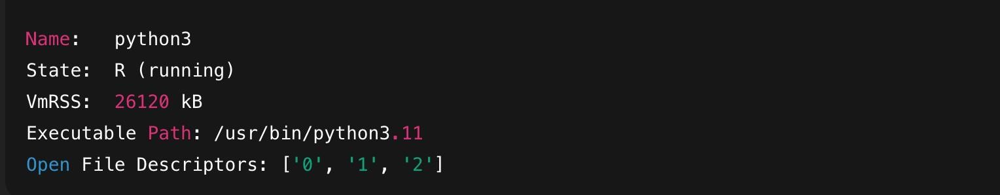 Name:   python3
State:  R (running)
VmRSS:  26120 kB
Executable Path: /usr/bin/python3.11
Open File Descriptors: ['0', '1', '2']